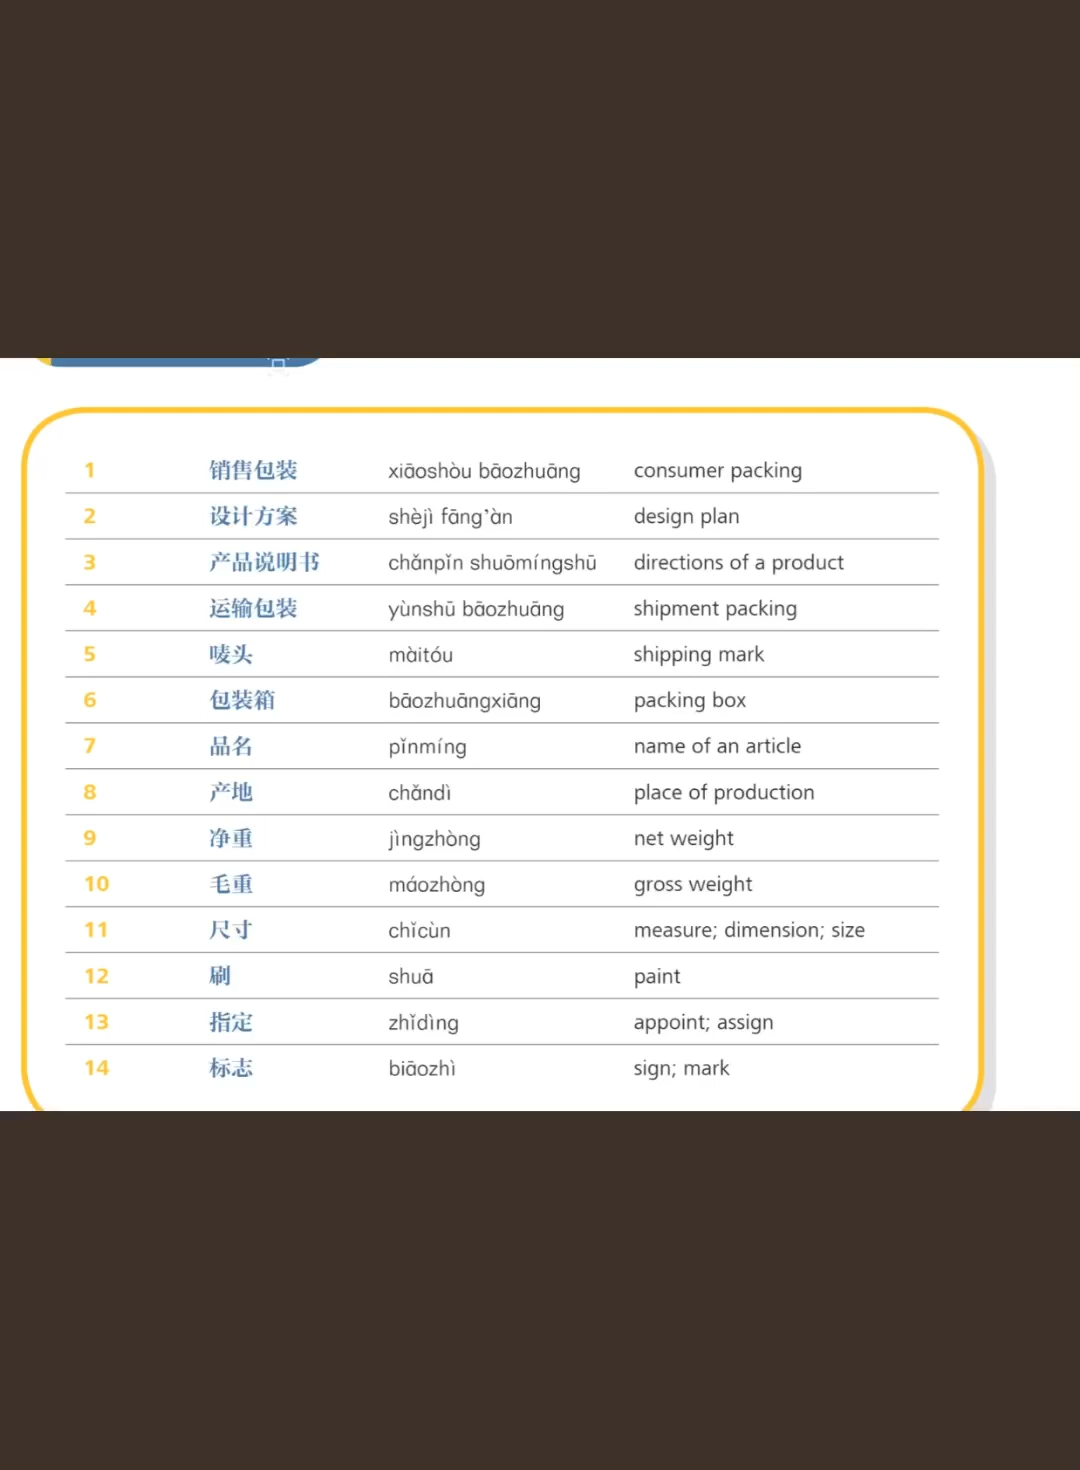 1 销售包装 xiāoshòu bāozhuāng consumer packing
2 设计方案 shèjì fāng’àn design plan
3 产品说明书 chǎnpǐn shuōmíngshū directions of a product
4 运输包装 yùnshū bāozhuāng shipment packing
5 唛头 màitóu shipping mark
6 包装箱 bāozhuāngxiāng packing box
7 品名 pǐnmíng name of an article
8 产地 chǎndì place of production
9 净重 jìngzhòng net weight
10 毛重 máozhòng gross weight
11 尺寸 chǐcùn measure; dimension; size
12 刷 shuā paint
13 指定 zhǐdìng appoint; assign
14 标志 biāozhì sign; mark